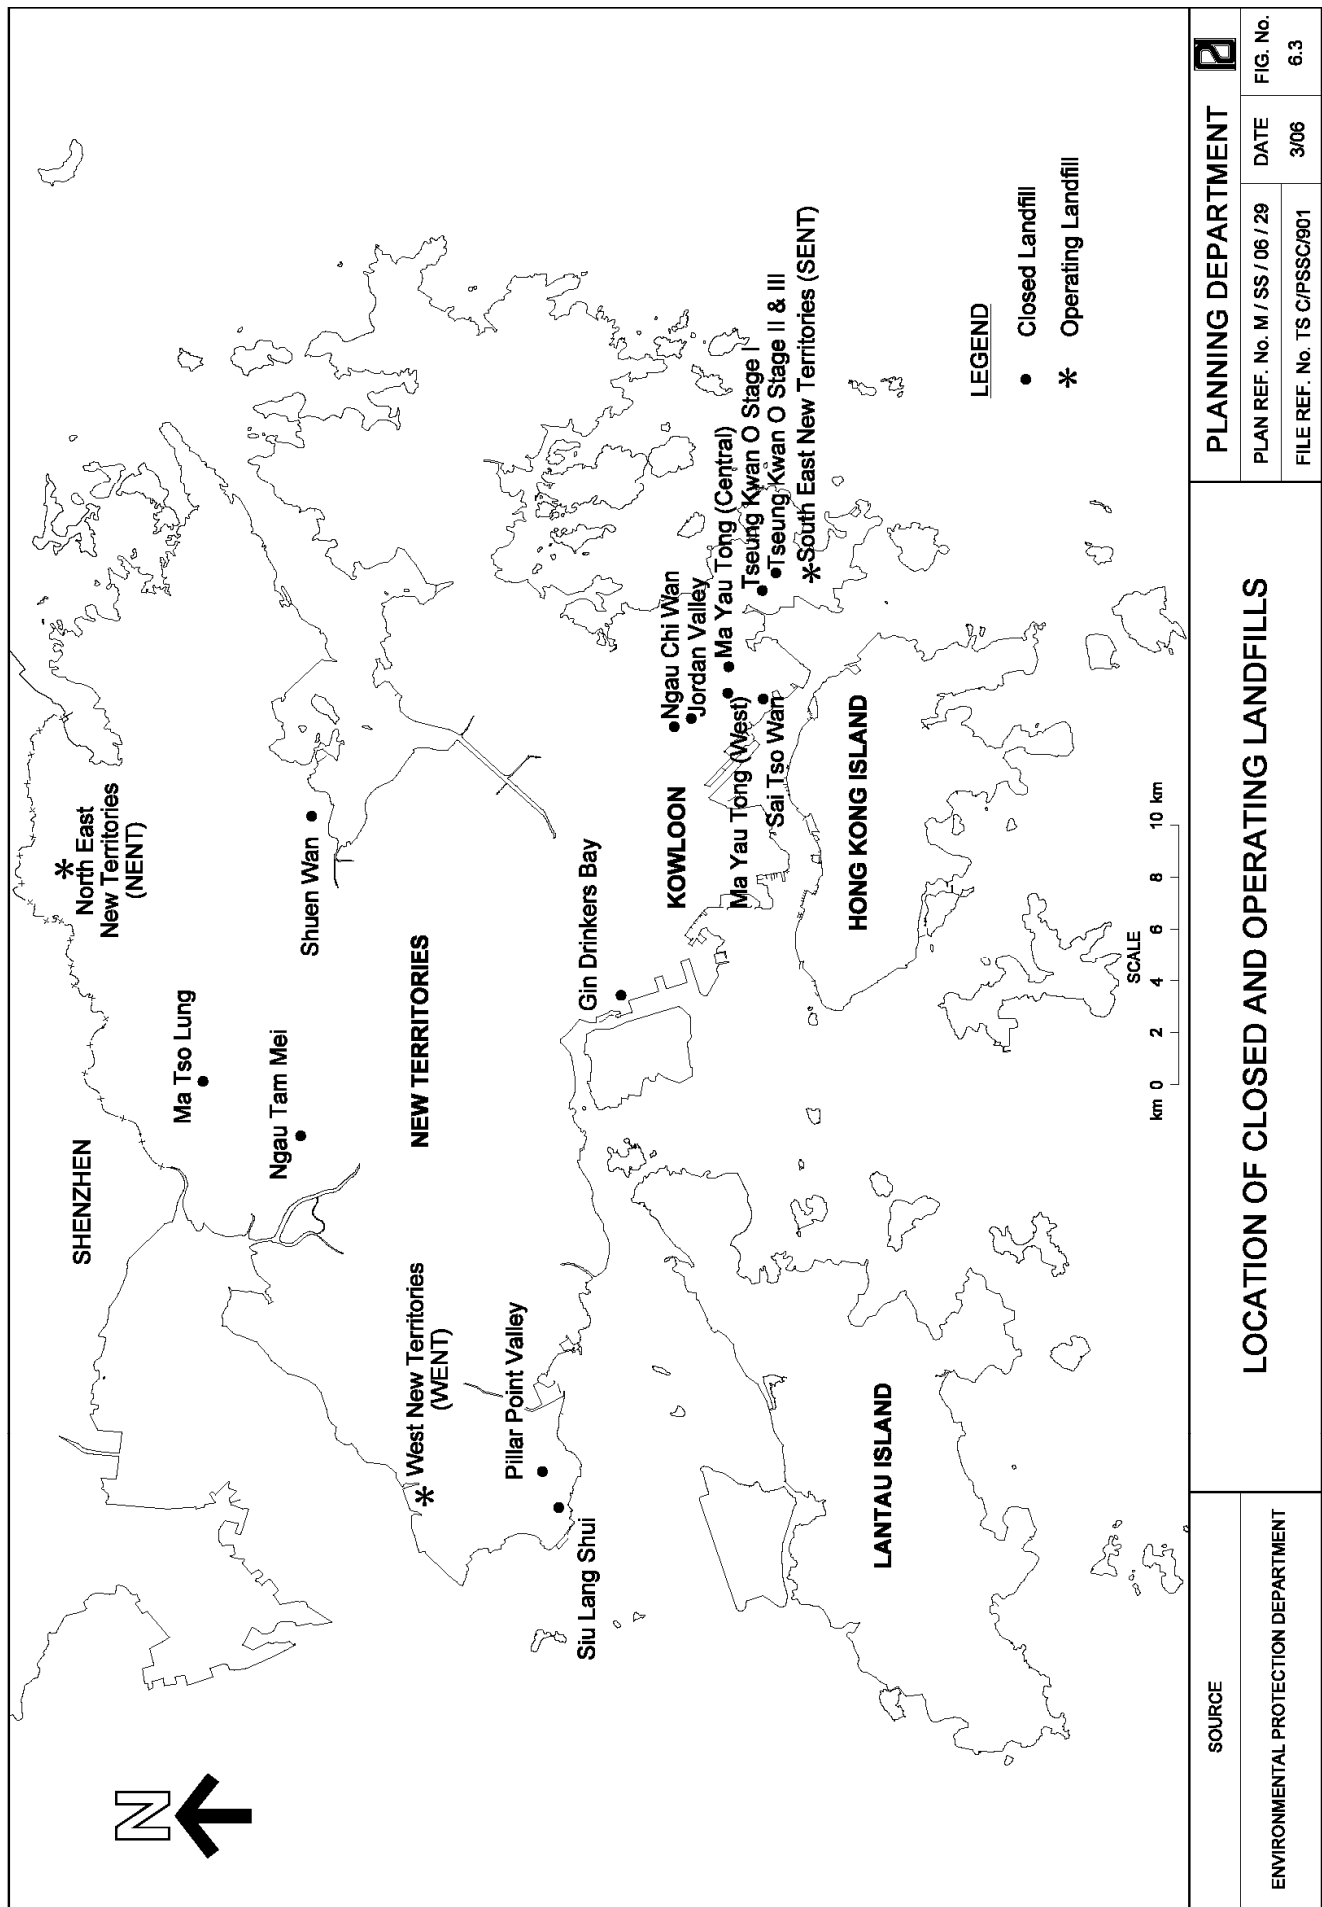 N
SHENZHEN
North East
New Territories
(NENT)
Ma Tso Lung
Ngau Tam Mei
Shuen Wan
NEW TERRITORIES
West New Territories
(WENT)
Pillar Point Valley
Siu Lang Shui
Gin Drinkers Bay
KOWLOON
Ngau Chi Wan
Jordan Valley
Ma Yau Tong (Central)
Ma Yau Tong (West)
Tseung Kwan O Stage I
Tseung Kwan O Stage II & III
Sai Tso Wan
South East New Territories (SENT)
HONG KONG ISLAND
LANTAU ISLAND
LEGEND
Closed Landfill
Operating Landfill
SCALE
km 0 2 4 6 8 10 km
SOURCE
ENVIRONMENTAL PROTECTION DEPARTMENT
LOCATION OF CLOSED AND OPERATING LANDFILLS
PLANNING DEPARTMENT
PLAN REF. No. M / SS / 06 / 29
DATE
FIG. No.
FILE REF. No. TS C/PSSC/901
3/06
6.3